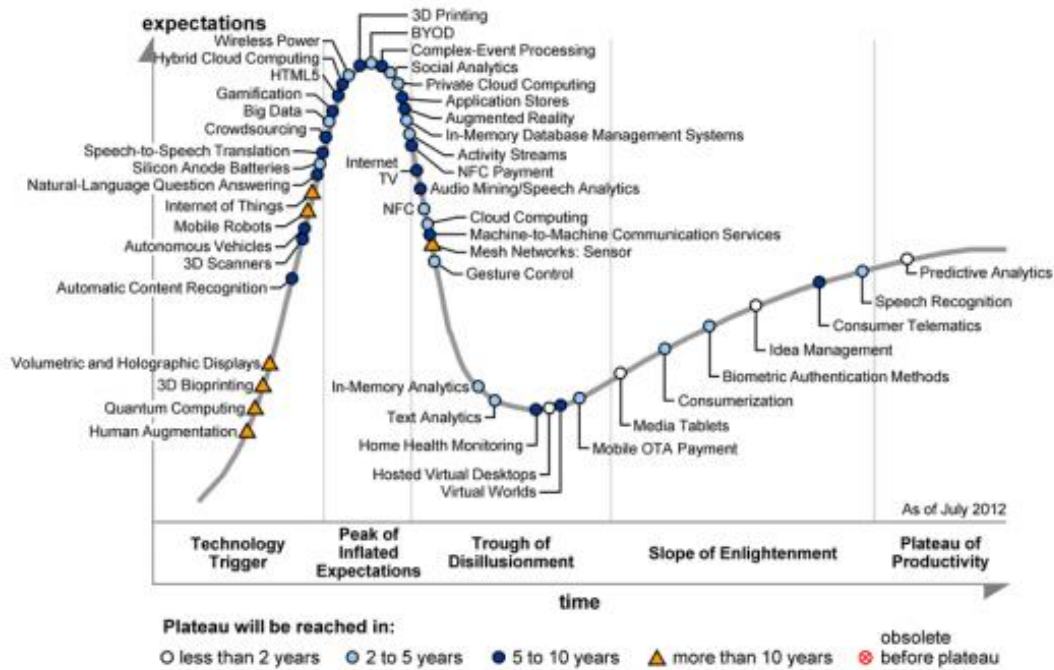 expectations
3D Printing
BYOD
Wireless Power
Complex-Event Processing
Hybrid Cloud Computing
Social Analytics
HTML5
Private Cloud Computing
Gamification
Application Stores
Big Data
Augmented Reality
Crowdsourcing
In-Memory Database Management Systems
Speech-to-Speech Translation
Activity Streams
Silicon Anode Batteries
Internet
TV
NFC Payment
Natural-Language Question Answering
Audio Mining/Speech Analytics
Internet of Things
NFC
Cloud Computing
Mobile Robots
Machine-to-Machine Communication Services
Autonomous Vehicles
Mesh Networks: Sensor
3D Scanners
Gesture Control
Automatic Content Recognition
Predictive Analytics
Speech Recognition
Consumer Telematics
Idea Management
Volumetric and Holographic Displays
Biometric Authentication Methods
3D Bioprinting
In-Memory Analytics
Consumerization
Quantum Computing
Text Analytics
Media Tablets
Human Augmentation
Home Health Monitoring
Mobile OTA Payment
Hosted Virtual Desktops
Virtual Worlds
As of July 2012
Technology
Trigger
Peak of
Inflated
Expectations
Trough of
Disillusionment
Slope of Enlightenment
Plateau of
Productivity
time
Plateau will be reached in:
less than 2 years
2 to 5 years
5 to 10 years
more than 10 years
obsolete
before plateau